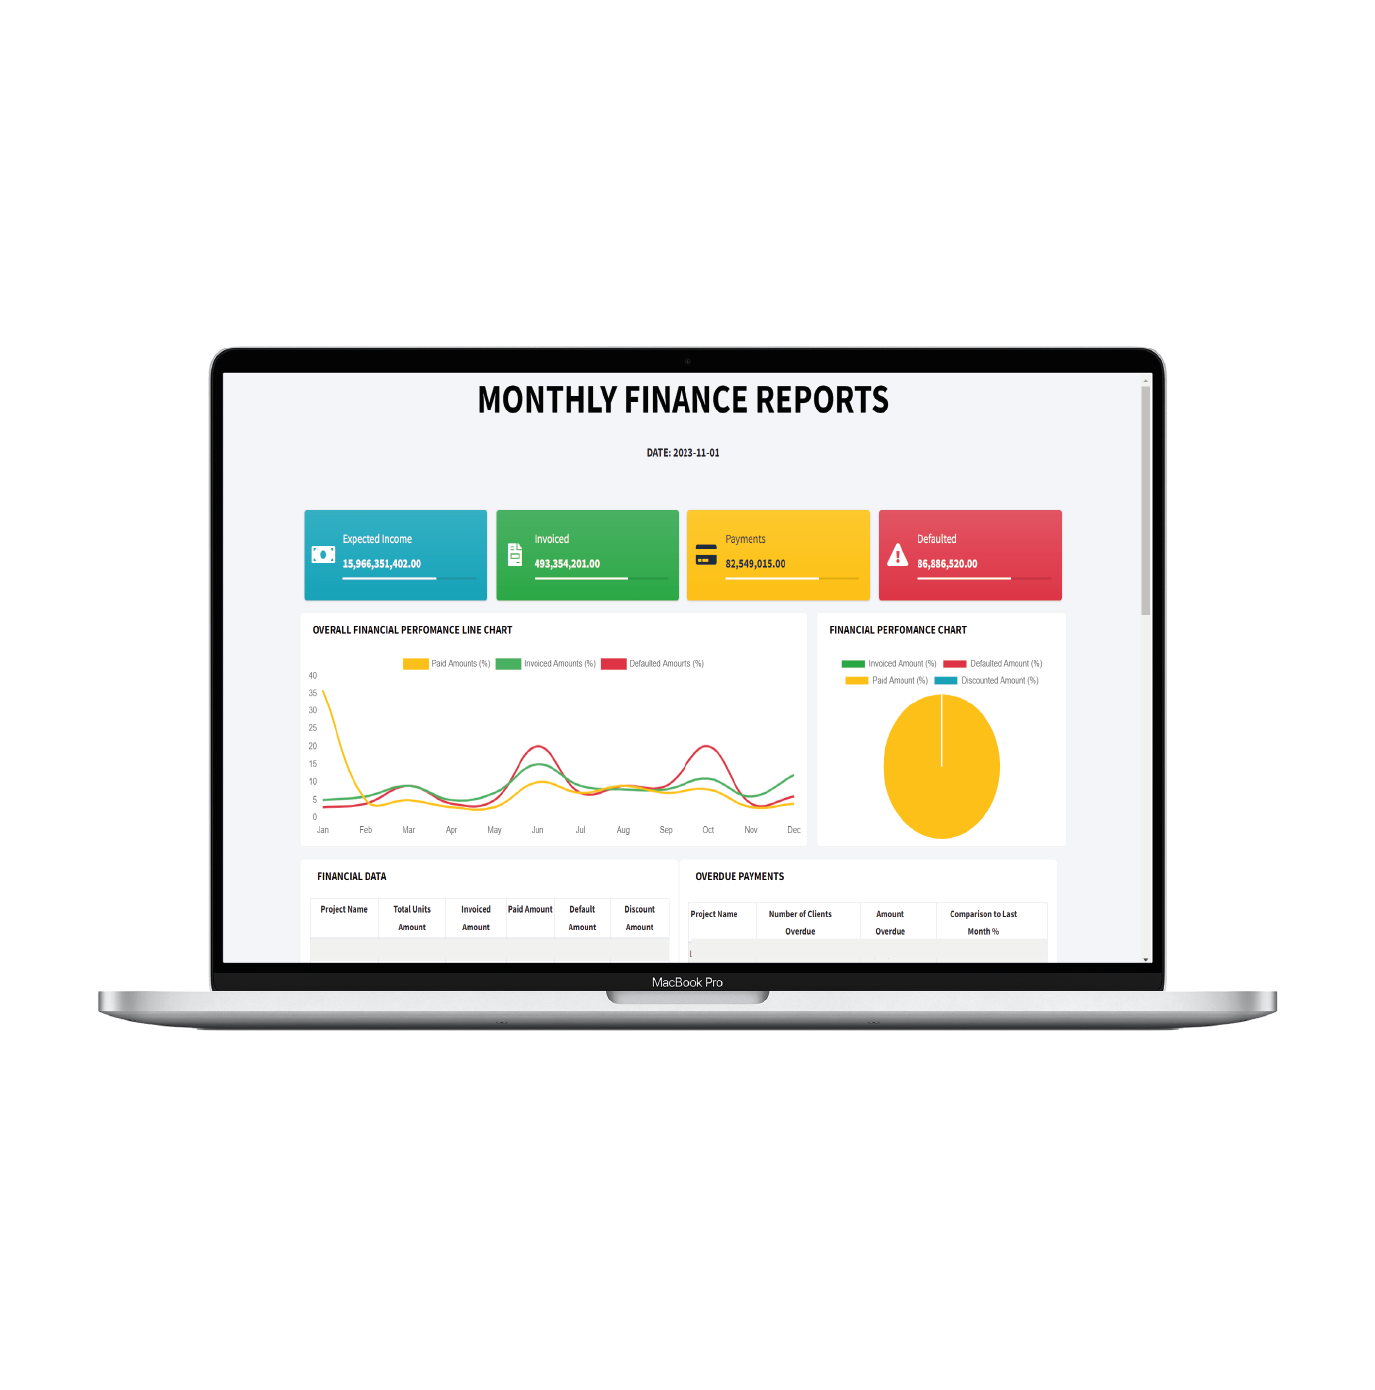 MONTHLY FINANCE REPORTS
DATE: 2023-11-01
Expected Income
15,966,351,402.00
Invoiced
493,354,201.00
Payments
82,549,015.00
Defaulted
86,886,520.00
OVERALL FINANCIAL PERFOMANCE LINE CHART
Paid Amounts (%) Invoiced Amounts (%) Defaulted Amounts (%)
40
35
30
25
20
15
10
5
0
Jan Feb Mar Apr May Jun Jul Aug Sep Oct Nov Dec
FINANCIAL PERFOMANCE CHART
Invoiced Amount (%) Defaulted Amount (%)
Paid Amount (%) Discounted Amount (%)
FINANCIAL DATA
Project Name Total Units Invoiced Paid Amount Default Discount
Amount Amount Amount Amount
OVERDUE PAYMENTS
Project Name Number of Clients Amount Comparison to Last
Overdue Overdue Month %
MacBook Pro